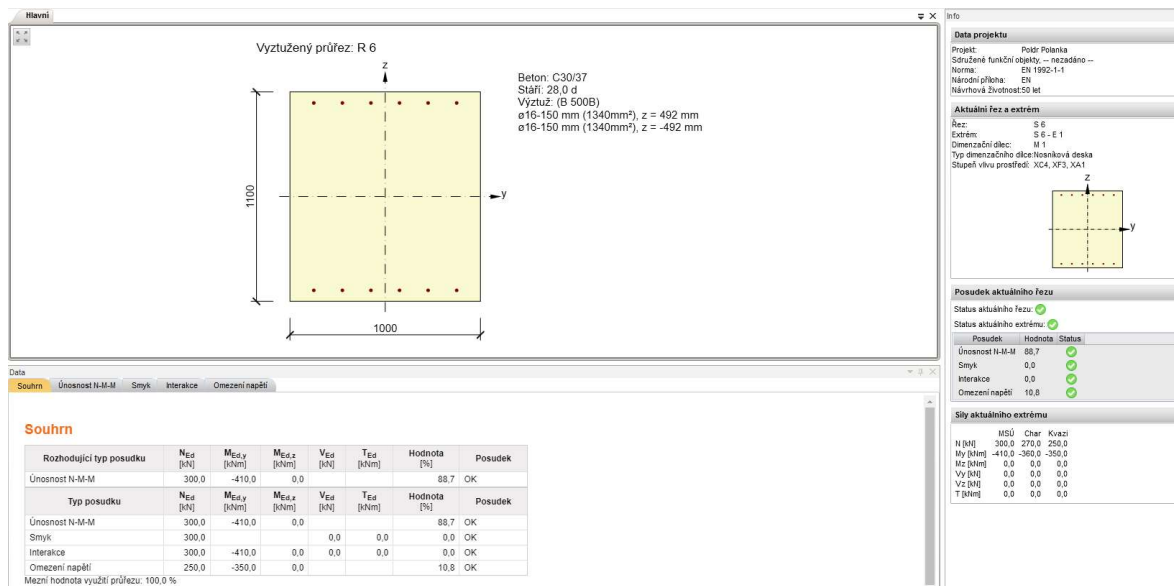 Hlavní
Vyztužený průřez: R 6
z
Beton: C30/37
Stáří: 28,0 d
Výztuž: (B 500B)
ø16-150 mm (1340mm²), z = 492 mm
ø16-150 mm (1340mm²), z = -492 mm
1100
y
1000
Data
Souhrn Únosnost N-M-M Smyk Interakce Omezení napětí
Souhrn
Rozhodující typ posudku NEd [kN] MEd,y [kNm] MEd,z [kNm] VEd [kN] TEd [kNm] Hodnota [%] Posudek
Únosnost N-M-M 300,0 -410,0 0,0 88,7 OK
Typ posudku NEd [kN] MEd,y [kNm] MEd,z [kNm] VEd [kN] TEd [kNm] Hodnota [%] Posudek
Únosnost N-M-M 300,0 -410,0 0,0 88,7 OK
Smyk 300,0 0,0 0,0 0,0 OK
Interakce 300,0 -410,0 0,0 0,0 0,0 0,0 OK
Omezení napětí 250,0 -350,0 0,0 10,8 OK
Mezní hodnota využití průřezu: 100,0 %
Info
Data projektu
Projekt: Poldr Polanka
Sdružené funkční objekty, -- nezadáno --
Norma: EN 1992-1-1
Národní příloha: EN
Návrhová životnost: 50 let
Aktuální řez a extrém
Řez: S 6
Extrém: S 6 - E 1
Dimenzační dílec: M 1
Typ dimenzačního dílce: Nosníková deska
Stupeň vlivu prostředí: XC4, XF3, XA1
z
y
Posudek aktuálního řezu
Status aktuálního řezu:
Status aktuálního extrému:
Posudek Hodnota Status
Únosnost N-M-M 88,7
Smyk 0,0
Interakce 0,0
Omezení napětí 10,8
Síly aktuálního extrému
MSÚ Char Kvazi
N [kN] 300,0 270,0 250,0
My [kNm] -410,0 -360,0 -350,0
Mz [kNm] 0,0 0,0 0,0
Vy [kN] 0,0 0,0 0,0
Vz [kN] 0,0 0,0 0,0
T [kNm] 0,0 0,0 0,0